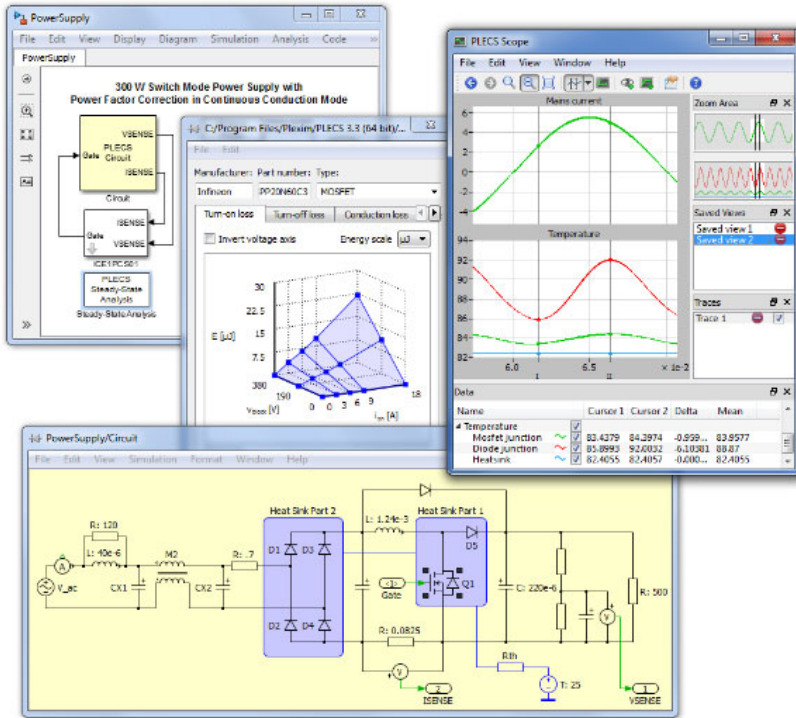 PowerSupply
File Edit View Display Diagram Simulation Analysis Code »
PowerSupply
300 W Switch Mode Power Supply with
Power Factor Correction in Continuous Conduction Mode
VSENSE
PLECS
Gate Circuit
ISENSE
Circuit
ISENSE
Gate
VSENSE
ICE1PCS01
PLECS
Steady-State
Analysis
Steady-State Analysis
»
C:/Program Files/Plexim/PLECS 3.3 (64 bit)/...
File Edit
Manufacturer: Part number: Type:
Infineon PP20N60C3 MOSFET
Turn-on loss Turn-off loss Conduction loss
Invert voltage axis Energy scale µJ
30
22.5
E [µJ] 15
7.5
380
190
0 0 3 6 9 18
PLECS Scope
File View Window Help
Mains current
6
4
2
0
-2
-4
Temperature
94
92
90
88
86
84
82
6.0 6.5 × 1e-2
Zoom Area
Saved Views
Saved view 1
Saved view 2
Traces
Trace 1
Data
Name Cursor 1 Cursor 2 Delta Mean
Temperature
Mosfet junction 83.4379 84.3974 -0.959... 83.9577
Diode junction 85.8993 92.0032 -6.10381 88.87
Heatsink 82.4055 82.4057 -0.000... 82.4055
PowerSupply/Circuit
File Edit View Simulation Format Window Help
R: 120
L: 40e-6
A
V_ac
CX1
M2
CX2
R: .7
Heat Sink Part 2
D1 D3
D2 D4
L: 1.24e-3
Heat Sink Part 1
D5
Q1
1
Gate
R: 0.0825
V
2
ISENSE
C: 220e-6
Rth
T: 25
V
R: 500
1
VSENSE